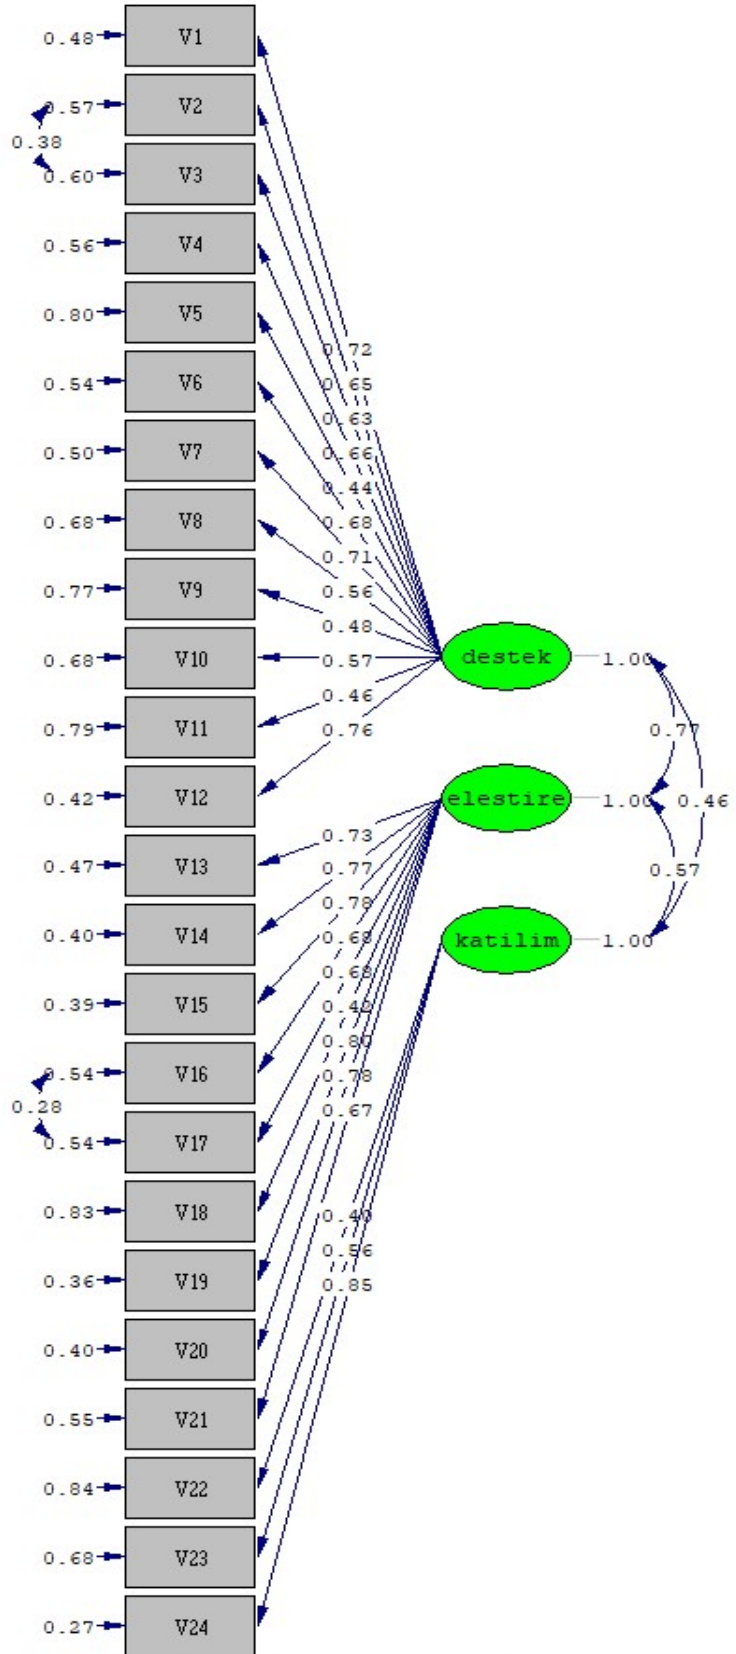 0.48 V1
0.57 V2
0.38
0.60 V3
0.56 V4
0.80 V5
0.72
0.54 V6 0.65
0.63
0.50 V7 0.66
0.44
0.68 V8 0.68
0.71
0.77 V9 0.56
0.48
0.68 V10 0.57 destek 1.00
0.46
0.79 V11 0.76 0.77
0.42 V12 elestire 1.00 0.46
0.73
0.47 V13 0.77 0.57
0.78
0.40 V14 0.68 katilim 1.00
0.68
0.39 V15 0.42
0.80
0.54 V16 0.78
0.28 0.67
0.54 V17
0.83 V18 0.40
0.56
0.36 V19 0.85
0.40 V20
0.55 V21
0.84 V22
0.68 V23
0.27 V24